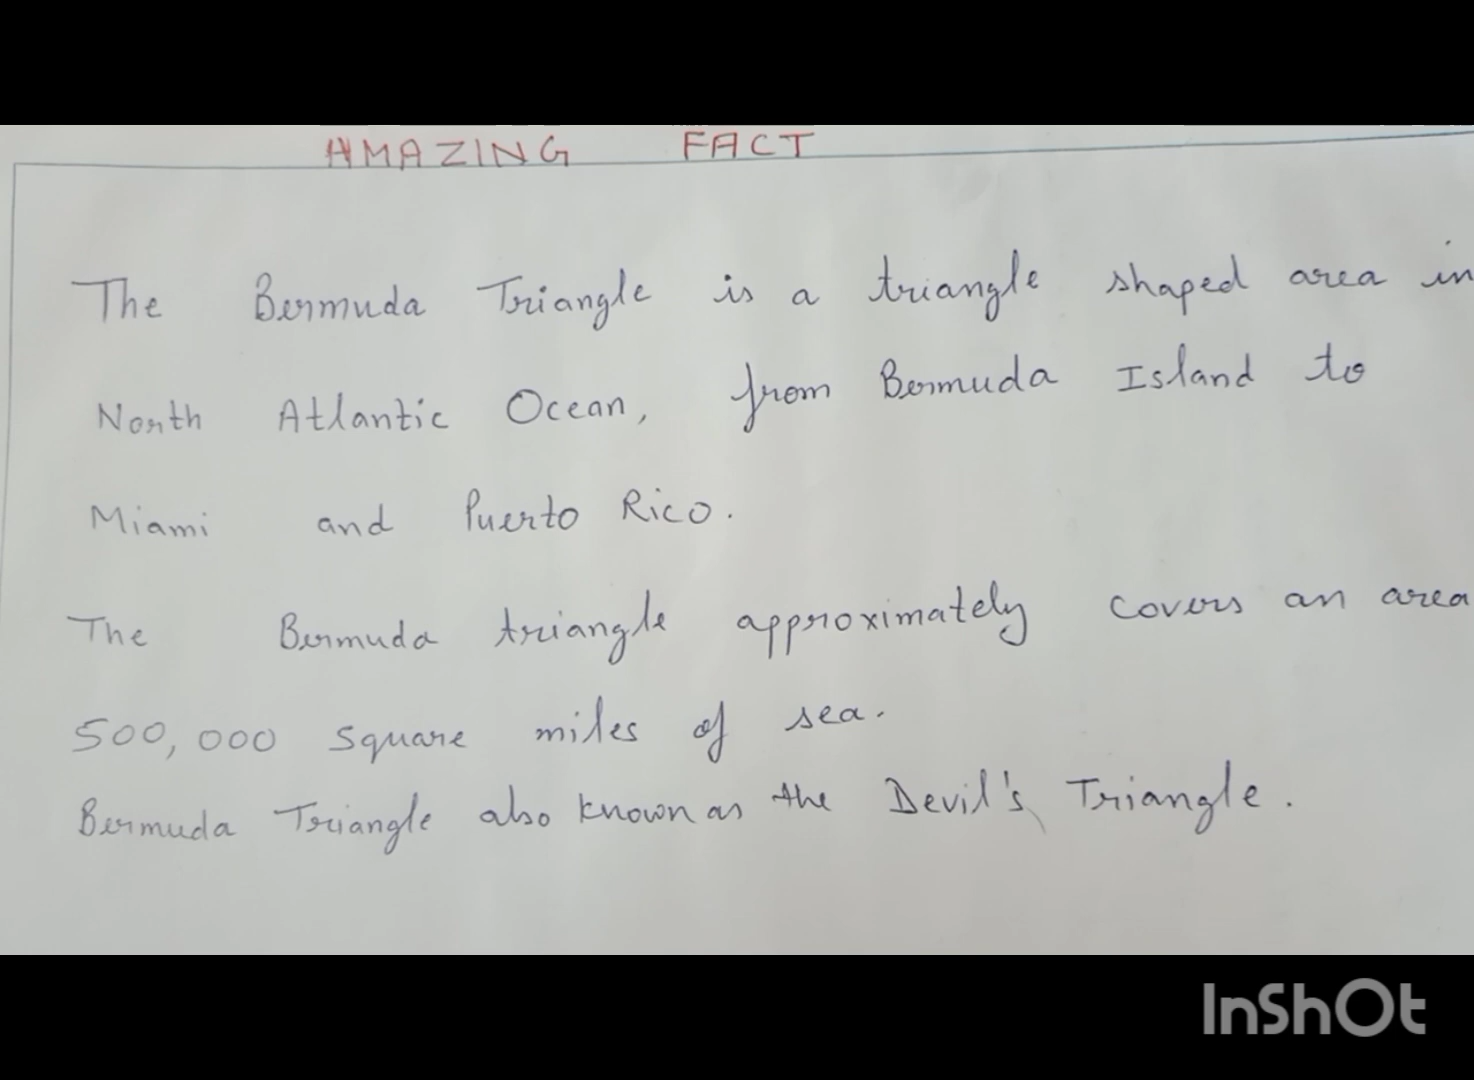 AMAZING FACT
The Bermuda Triangle is a triangle shaped area in
North Atlantic Ocean, from Bermuda Island to
Miami and Puerto Rico.
The Bermuda triangle approximately covers an area
500,000 square miles of sea.
Bermuda Triangle also known as the Devil's Triangle.
InShOt